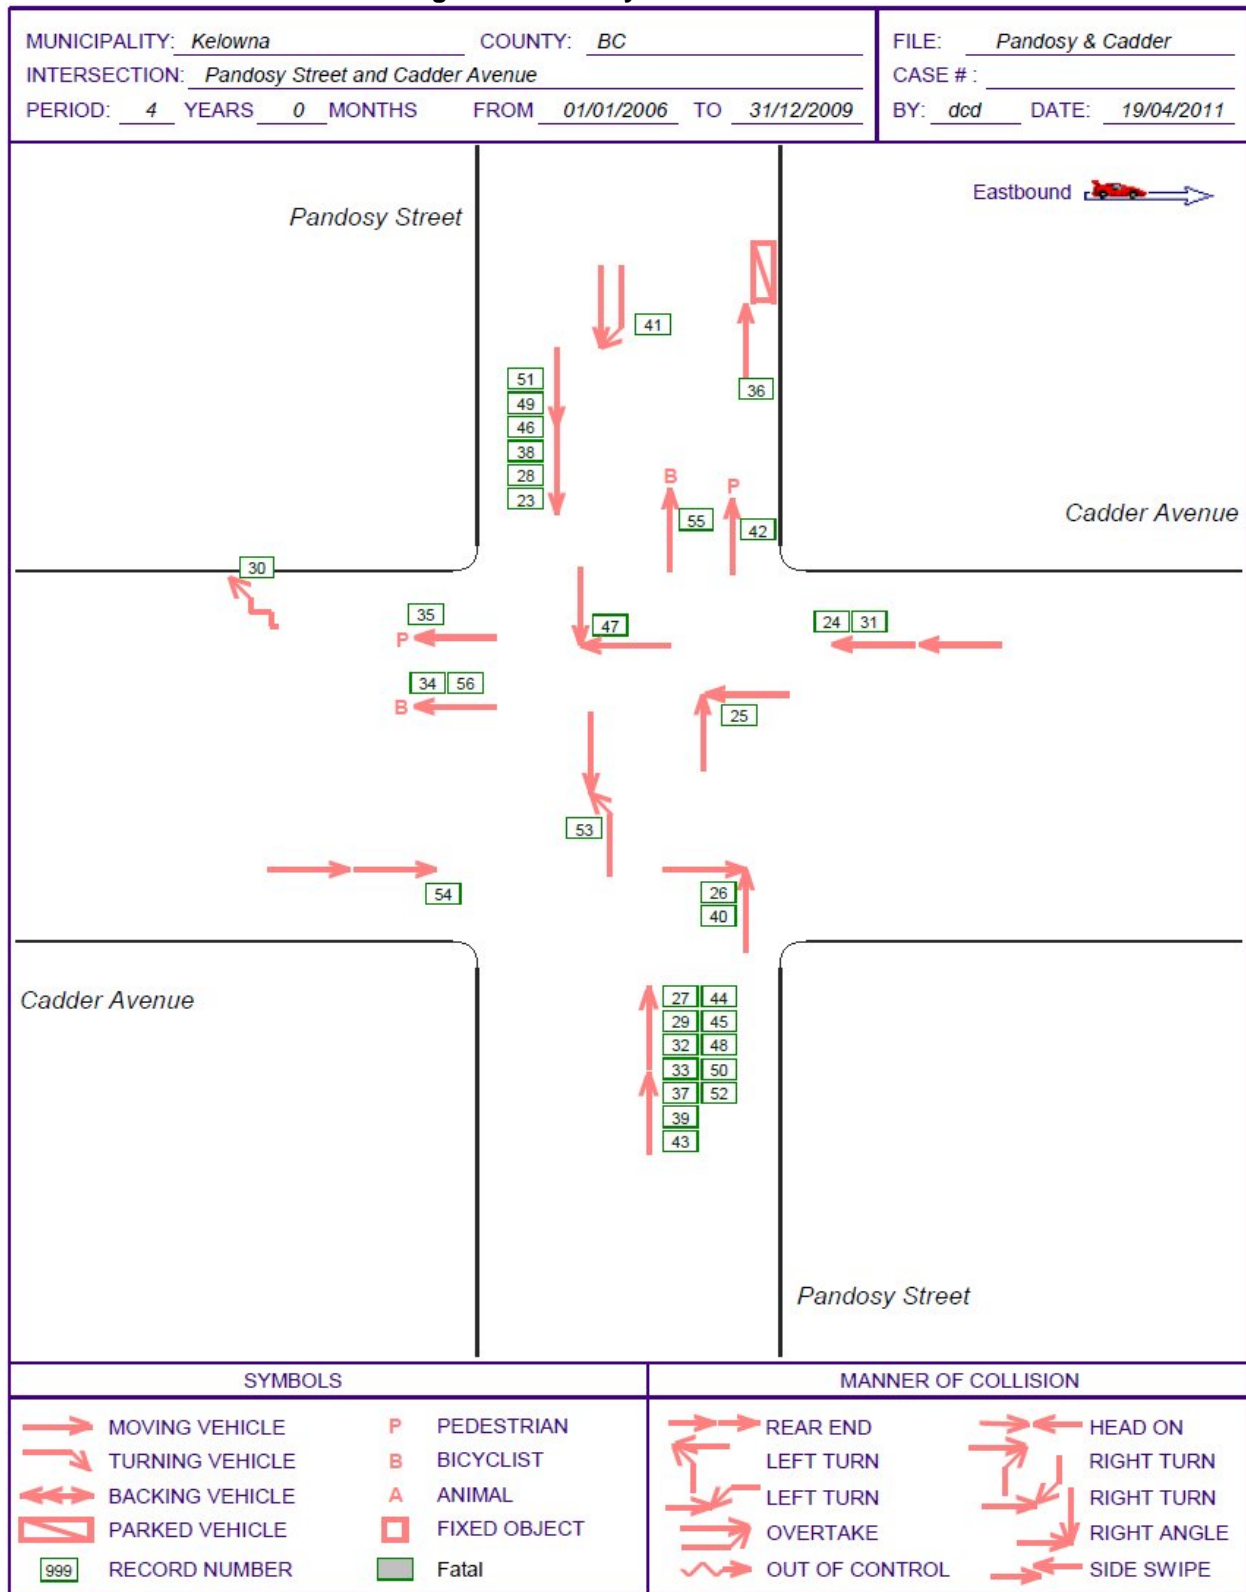 MUNICIPALITY: Kelowna COUNTY: BC FILE: Pandosy & Cadder
INTERSECTION: Pandosy Street and Cadder Avenue CASE # :
PERIOD: 4 YEARS 0 MONTHS FROM 01/01/2006 TO 31/12/2009 BY: dcd DATE: 19/04/2011
Eastbound
Pandosy Street
41
51
49
46
38
28
23
36
B
P
55
42
Cadder Avenue
30
35
P
47
24 31
34 56
B
25
53
54
26
40
Cadder Avenue
27 44
29 45
32 48
33 50
37 52
39
43
Pandosy Street
SYMBOLS
MOVING VEHICLE P PEDESTRIAN
TURNING VEHICLE B BICYCLIST
BACKING VEHICLE A ANIMAL
PARKED VEHICLE FIXED OBJECT
999 RECORD NUMBER Fatal
MANNER OF COLLISION
REAR END HEAD ON
LEFT TURN RIGHT TURN
LEFT TURN RIGHT TURN
OVERTAKE RIGHT ANGLE
OUT OF CONTROL SIDE SWIPE